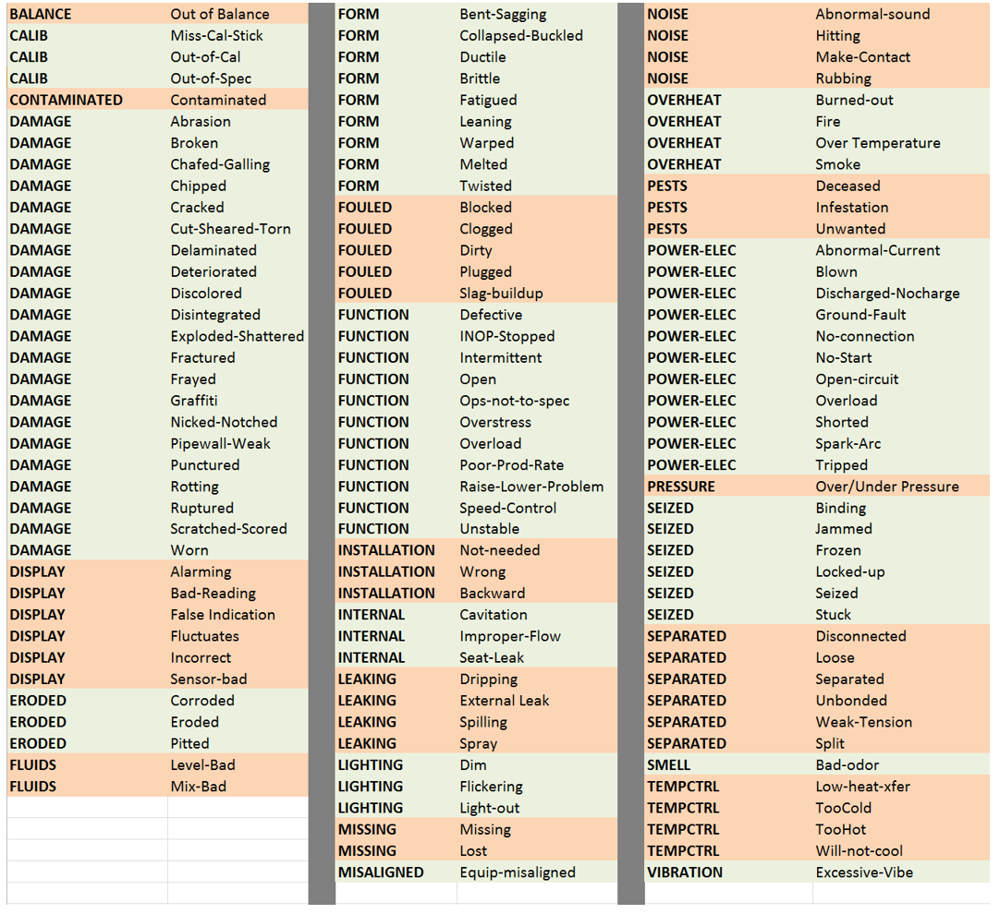 BALANCE Out of Balance
CALIB Miss-Cal-Stick
CALIB Out-of-Cal
CALIB Out-of-Spec
CONTAMINATED Contaminated
DAMAGE Abrasion
DAMAGE Broken
DAMAGE Chafed-Galling
DAMAGE Chipped
DAMAGE Cracked
DAMAGE Cut-Sheared-Torn
DAMAGE Delaminated
DAMAGE Deteriorated
DAMAGE Discolored
DAMAGE Disintegrated
DAMAGE Exploded-Shattered
DAMAGE Fractured
DAMAGE Frayed
DAMAGE Graffiti
DAMAGE Nicked-Notched
DAMAGE Pipewall-Weak
DAMAGE Punctured
DAMAGE Rotting
DAMAGE Ruptured
DAMAGE Scratched-Scored
DAMAGE Worn
DISPLAY Alarming
DISPLAY Bad-Reading
DISPLAY False Indication
DISPLAY Fluctuates
DISPLAY Incorrect
DISPLAY Sensor-bad
ERODED Corroded
ERODED Eroded
ERODED Pitted
FLUIDS Level-Bad
FLUIDS Mix-Bad
FORM Bent-Sagging
FORM Collapsed-Buckled
FORM Ductile
FORM Brittle
FORM Fatigued
FORM Leaning
FORM Warped
FORM Melted
FORM Twisted
FOULED Blocked
FOULED Clogged
FOULED Dirty
FOULED Plugged
FOULED Slag-buildup
FUNCTION Defective
FUNCTION INOP-Stopped
FUNCTION Intermittent
FUNCTION Open
FUNCTION Ops-not-to-spec
FUNCTION Overstress
FUNCTION Overload
FUNCTION Poor-Prod-Rate
FUNCTION Raise-Lower-Problem
FUNCTION Speed-Control
FUNCTION Unstable
INSTALLATION Not-needed
INSTALLATION Wrong
INSTALLATION Backward
INTERNAL Cavitation
INTERNAL Improper-Flow
INTERNAL Seat-Leak
LEAKING Dripping
LEAKING External Leak
LEAKING Spilling
LEAKING Spray
LIGHTING Dim
LIGHTING Flickering
LIGHTING Light-out
MISSING Missing
MISSING Lost
MISALIGNED Equip-misaligned
NOISE Abnormal-sound
NOISE Hitting
NOISE Make-Contact
NOISE Rubbing
OVERHEAT Burned-out
OVERHEAT Fire
OVERHEAT Over Temperature
OVERHEAT Smoke
PESTS Deceased
PESTS Infestation
PESTS Unwanted
POWER-ELEC Abnormal-Current
POWER-ELEC Blown
POWER-ELEC Discharged-Nocharge
POWER-ELEC Ground-Fault
POWER-ELEC No-connection
POWER-ELEC No-Start
POWER-ELEC Open-circuit
POWER-ELEC Overload
POWER-ELEC Shorted
POWER-ELEC Spark-Arc
POWER-ELEC Tripped
PRESSURE Over/Under Pressure
SEIZED Binding
SEIZED Jammed
SEIZED Frozen
SEIZED Locked-up
SEIZED Seized
SEIZED Stuck
SEPARATED Disconnected
SEPARATED Loose
SEPARATED Separated
SEPARATED Unbonded
SEPARATED Weak-Tension
SEPARATED Split
SMELL Bad-odor
TEMPCTRL Low-heat-xfer
TEMPCTRL TooCold
TEMPCTRL TooHot
TEMPCTRL Will-not-cool
VIBRATION Excessive-Vibe